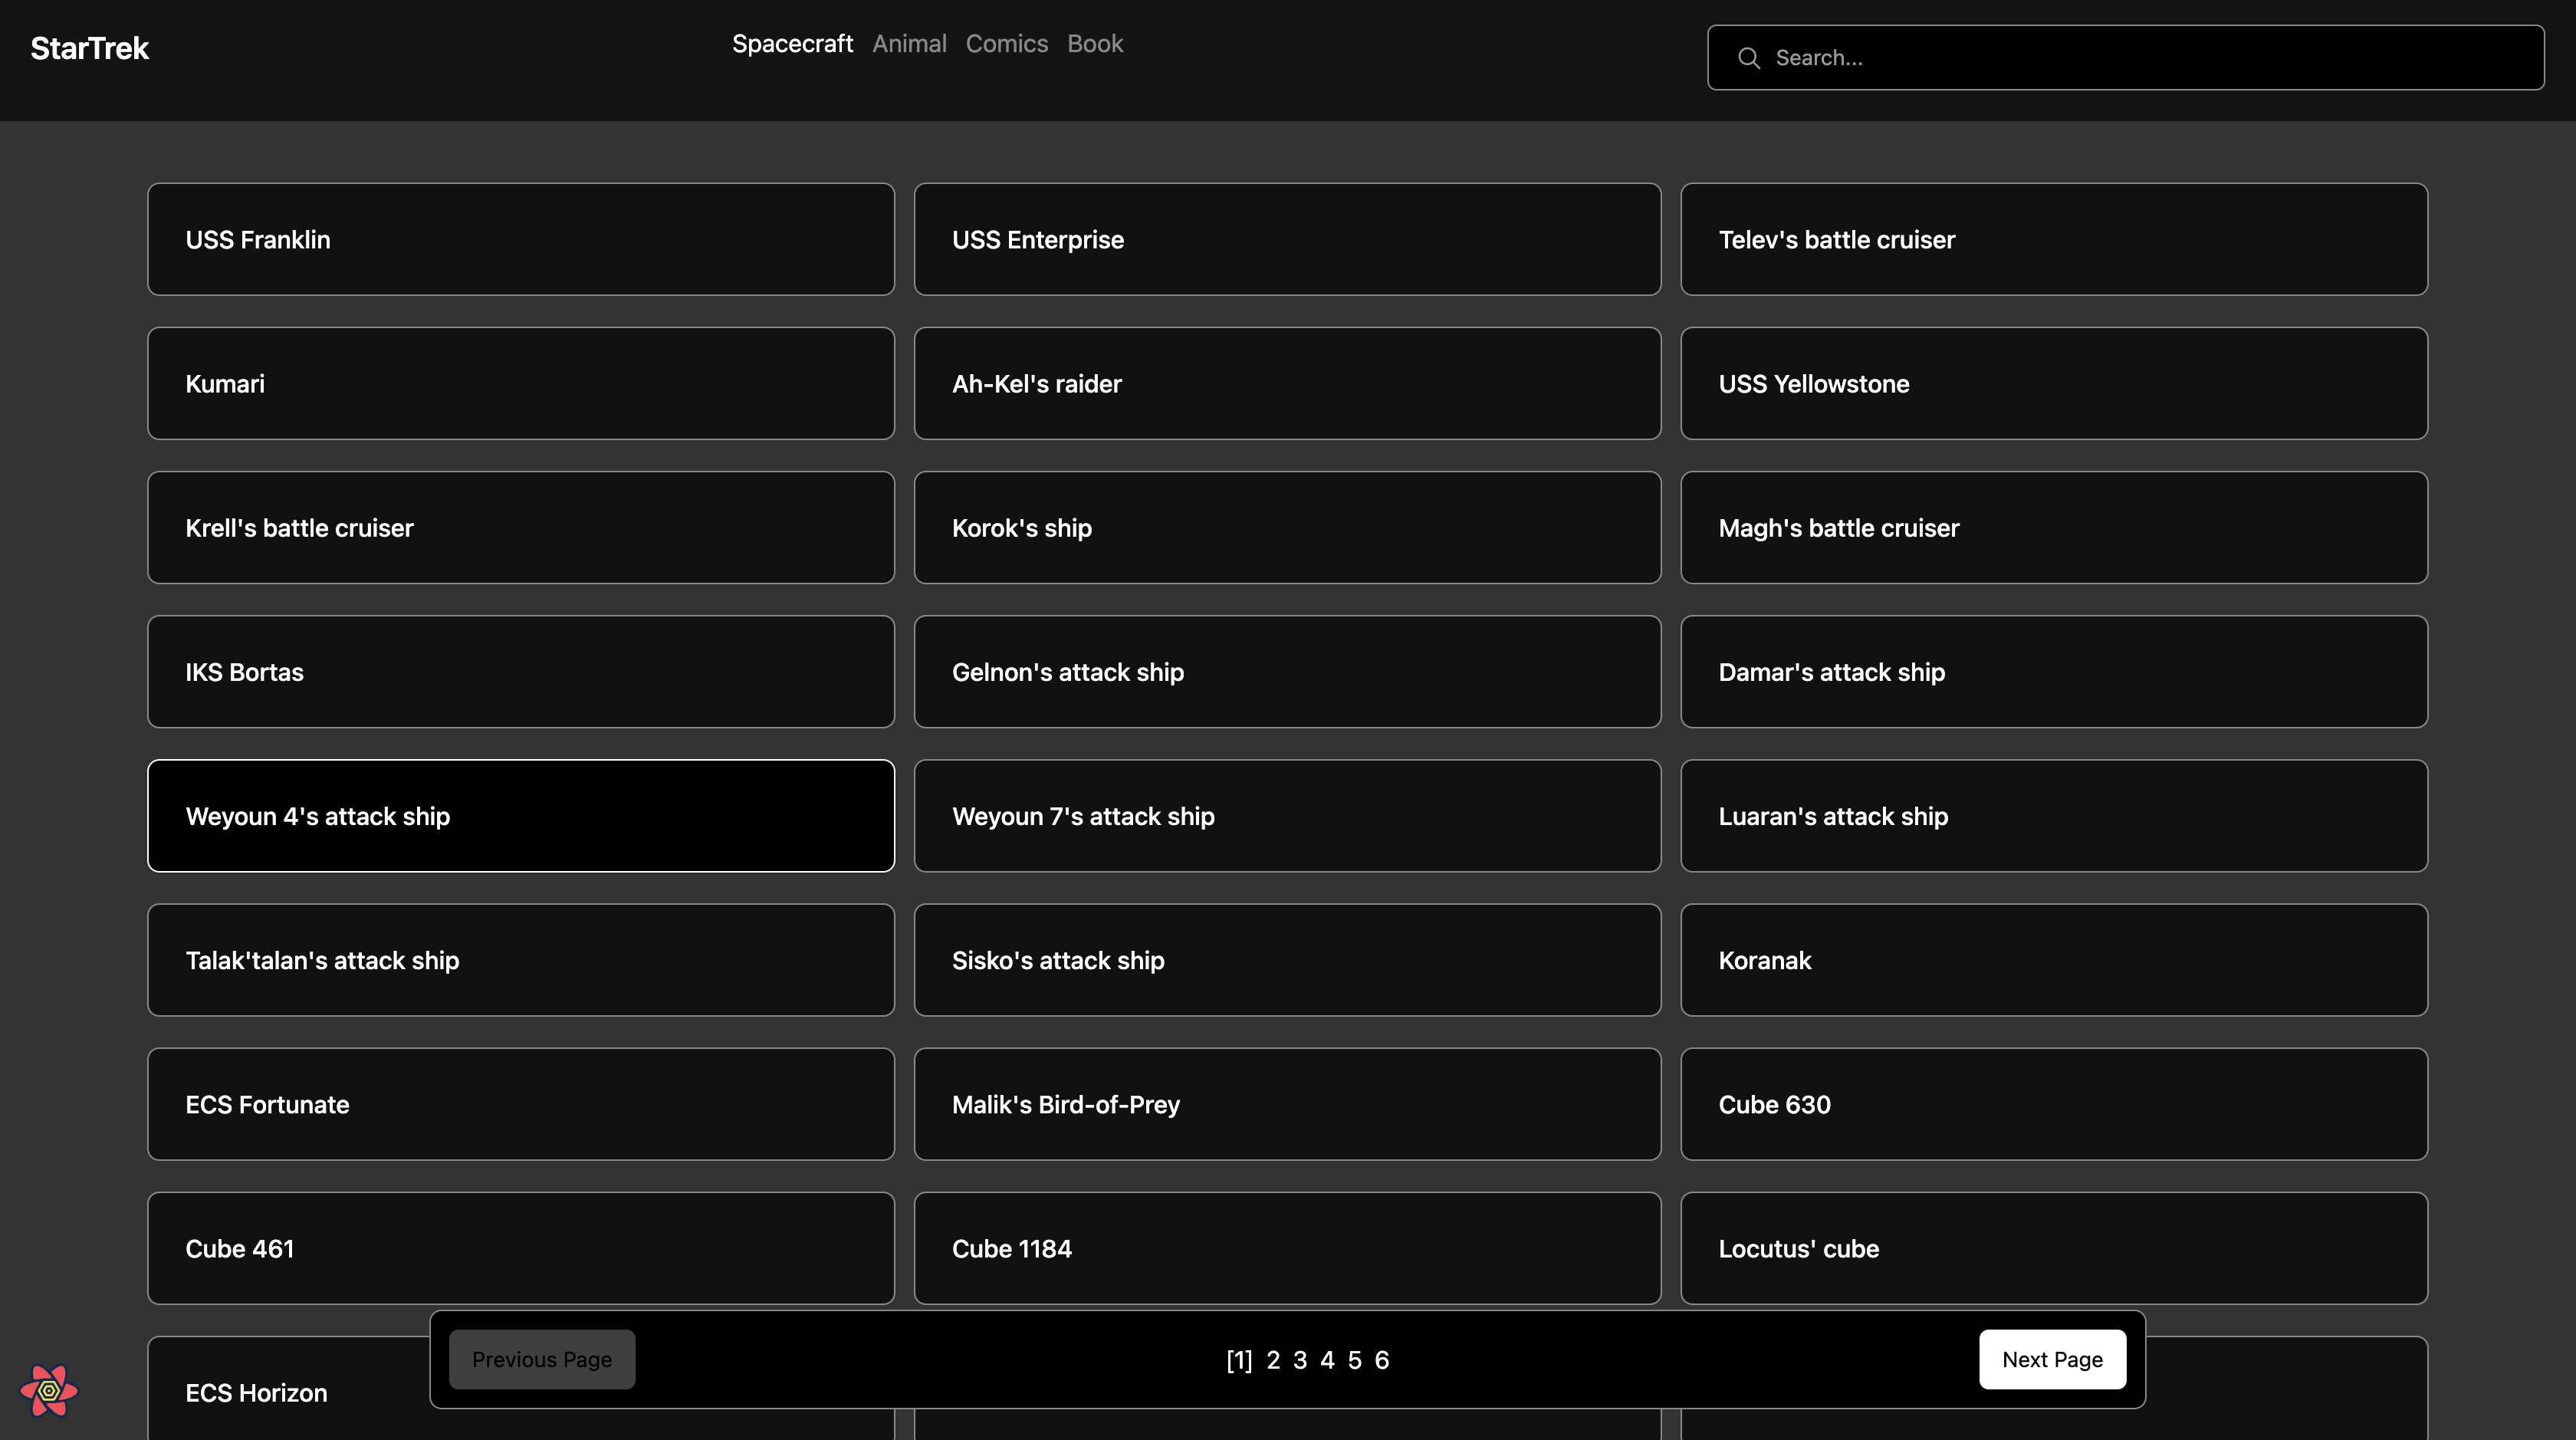 StarTrek
Spacecraft Animal Comics Book
Search...
USS Franklin
USS Enterprise
Telev's battle cruiser
Kumari
Ah-Kel's raider
USS Yellowstone
Krell's battle cruiser
Korok's ship
Magh's battle cruiser
IKS Bortas
Gelnon's attack ship
Damar's attack ship
Weyoun 4's attack ship
Weyoun 7's attack ship
Luaran's attack ship
Talak'talan's attack ship
Sisko's attack ship
Koranak
ECS Fortunate
Malik's Bird-of-Prey
Cube 630
Cube 461
Cube 1184
Locutus' cube
ECS Horizon
Previous Page
[1] 2 3 4 5 6
Next Page